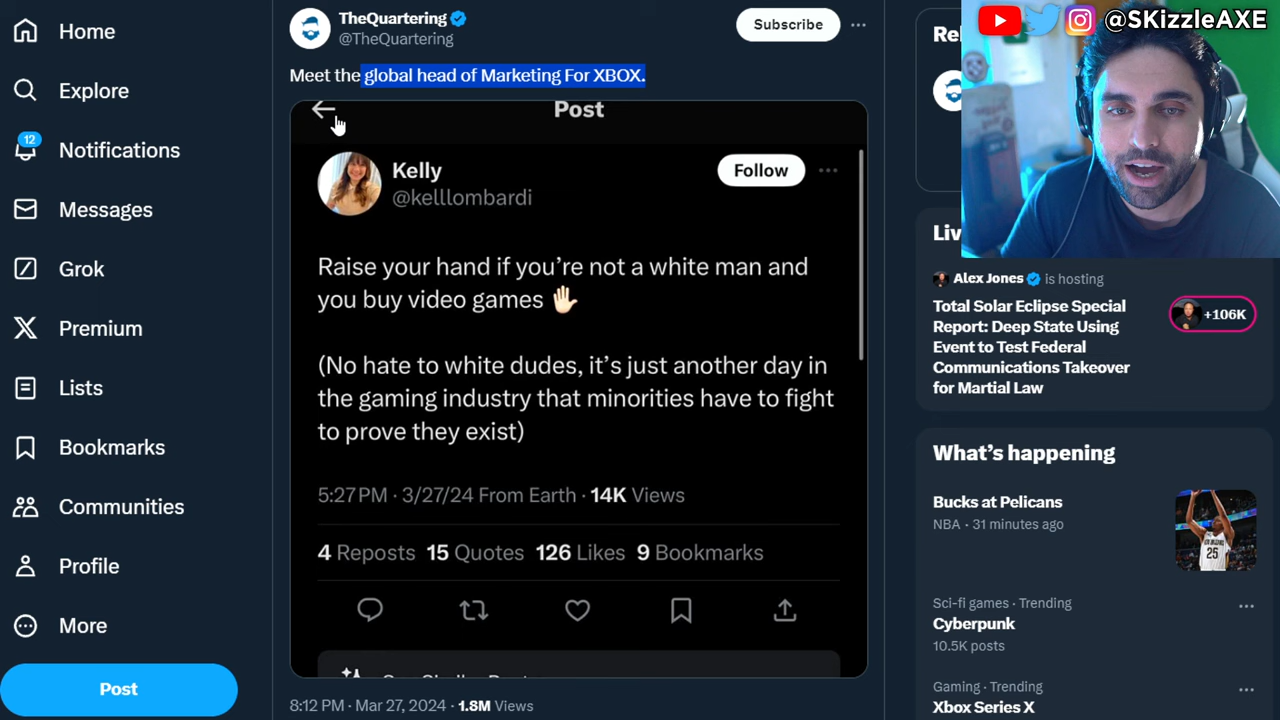 Home
Explore
12
Notifications
Messages
Grok
Premium
Lists
Bookmarks
Communities
Profile
More
Post
TheQuartering
@TheQuartering
Subscribe
Meet the global head of Marketing For XBOX.
Post
Kelly
@kelllombardi
Follow
Raise your hand if you’re not a white man and
you buy video games
(No hate to white dudes, it’s just another day in
the gaming industry that minorities have to fight
to prove they exist)
5:27 PM · 3/27/24 From Earth · 14K Views
4 Reposts 15 Quotes 126 Likes 9 Bookmarks
8:12 PM · Mar 27, 2024 · 1.8M Views
@SKizzleAXE
Alex Jones is hosting
Total Solar Eclipse Special
Report: Deep State Using
Event to Test Federal
Communications Takeover
for Martial Law
+106K
What’s happening
Bucks at Pelicans
NBA · 31 minutes ago
25
Sci-fi games · Trending
Cyberpunk
10.5K posts
Gaming · Trending
Xbox Series X